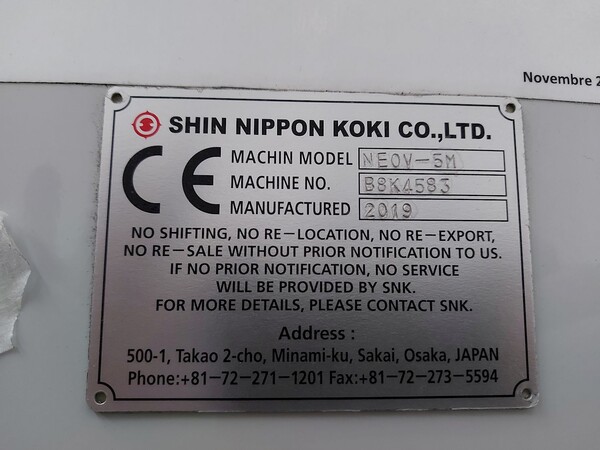 Novembre 2
SHIN NIPPON KOKI CO.,LTD.
CE
MACHIN MODEL NEOV-5M
MACHINE NO. B8K4583
MANUFACTURED 2019
NO SHIFTING, NO RE-LOCATION, NO RE-EXPORT,
NO RE-SALE WITHOUT PRIOR NOTIFICATION TO US.
IF NO PRIOR NOTIFICATION, NO SERVICE
WILL BE PROVIDED BY SNK.
FOR MORE DETAILS, PLEASE CONTACT SNK.
Address :
500-1, Takao 2-cho, Minami-ku, Sakai, Osaka, JAPAN
Phone:+81-72-271-1201 Fax:+81-72-273-5594